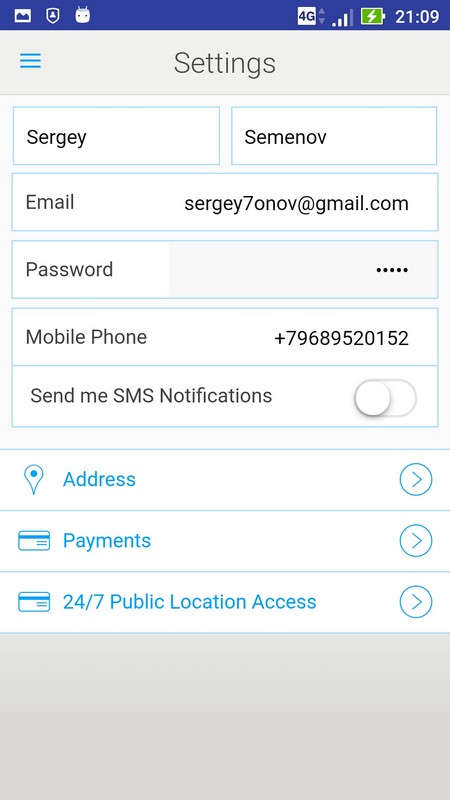 4G 21:09
Settings
Sergey Semenov
Email sergey7onov@gmail.com
Password •••••
Mobile Phone +79689520152
Send me SMS Notifications
Address
Payments
24/7 Public Location Access